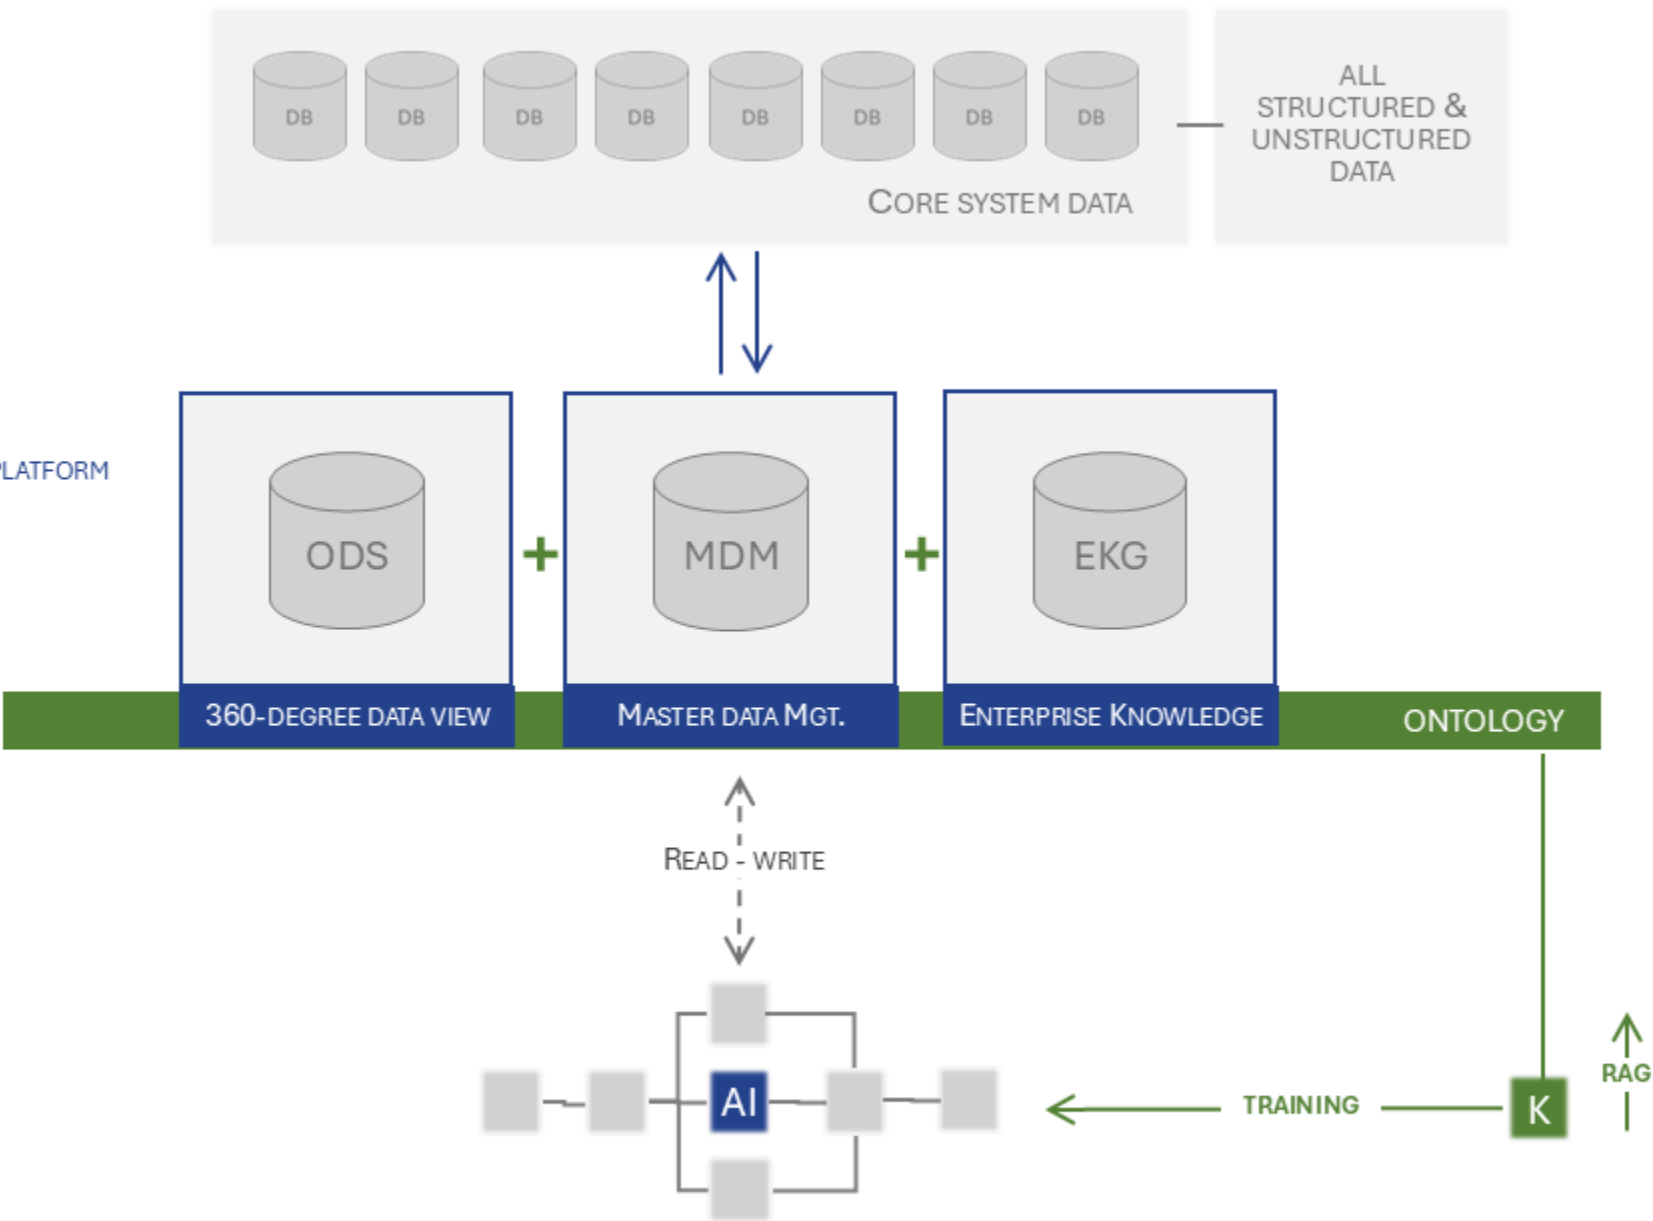 DB DB DB DB DB DB DB DB
CORE SYSTEM DATA
ALL
STRUCTURED &
UNSTRUCTURED
DATA
PLATFORM
ODS
+
MDM
+
EKG
360-DEGREE DATA VIEW
MASTER DATA MGT.
ENTERPRISE KNOWLEDGE
ONTOLOGY
READ - WRITE
AI
TRAINING
K
RAG